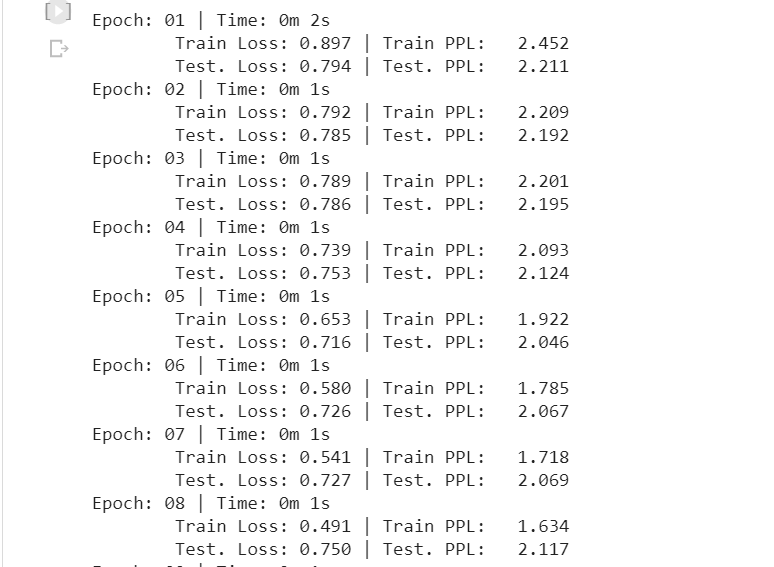 Epoch: 01 | Time: 0m 2s
Train Loss: 0.897 | Train PPL: 2.452
Test. Loss: 0.794 | Test. PPL: 2.211
Epoch: 02 | Time: 0m 1s
Train Loss: 0.792 | Train PPL: 2.209
Test. Loss: 0.785 | Test. PPL: 2.192
Epoch: 03 | Time: 0m 1s
Train Loss: 0.789 | Train PPL: 2.201
Test. Loss: 0.786 | Test. PPL: 2.195
Epoch: 04 | Time: 0m 1s
Train Loss: 0.739 | Train PPL: 2.093
Test. Loss: 0.753 | Test. PPL: 2.124
Epoch: 05 | Time: 0m 1s
Train Loss: 0.653 | Train PPL: 1.922
Test. Loss: 0.716 | Test. PPL: 2.046
Epoch: 06 | Time: 0m 1s
Train Loss: 0.580 | Train PPL: 1.785
Test. Loss: 0.726 | Test. PPL: 2.067
Epoch: 07 | Time: 0m 1s
Train Loss: 0.541 | Train PPL: 1.718
Test. Loss: 0.727 | Test. PPL: 2.069
Epoch: 08 | Time: 0m 1s
Train Loss: 0.491 | Train PPL: 1.634
Test. Loss: 0.750 | Test. PPL: 2.117